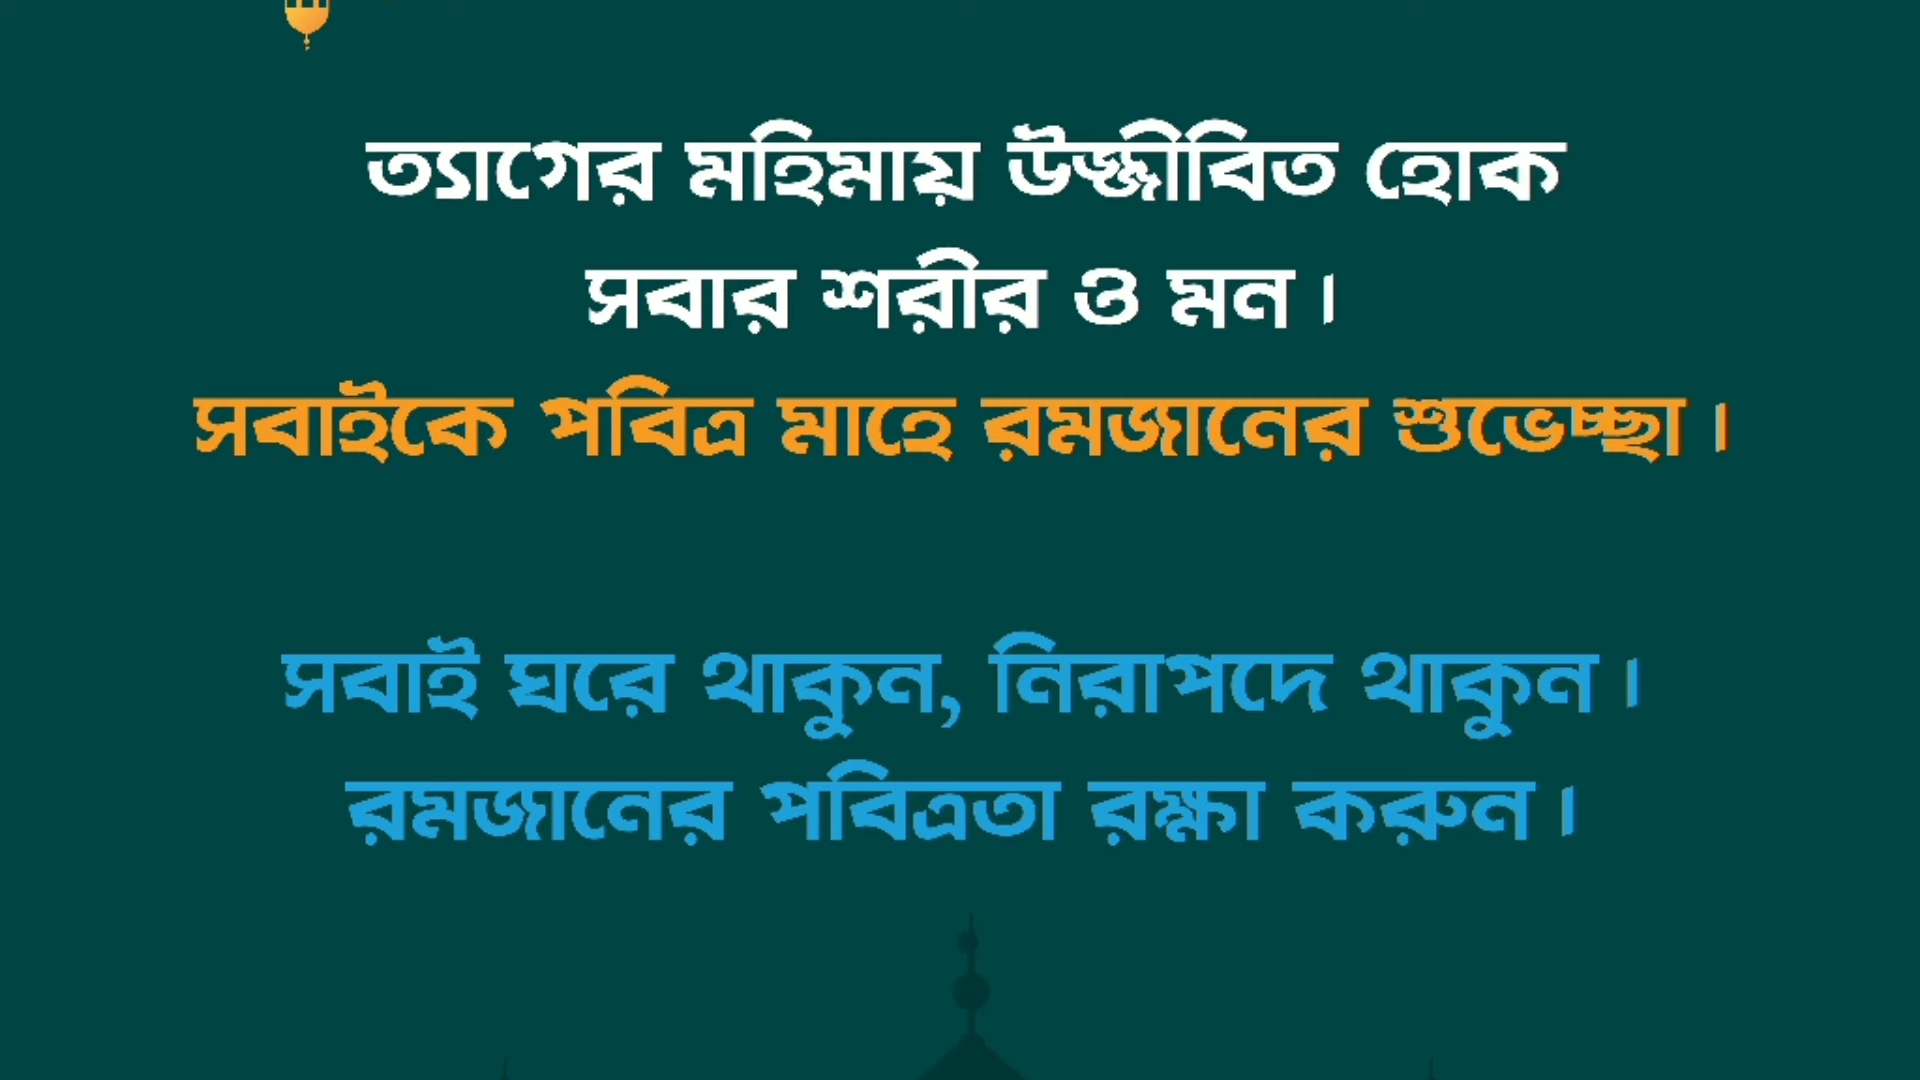 ত্যাগের মহিমায় উজ্জীবিত হোক
সবার শরীর ও মন।
সবাইকে পবিত্র মাহে রমজানের শুভেচ্ছা।
সবাই ঘরে থাকুন, নিরাপদে থাকুন।
রমজানের পবিত্রতা রক্ষা করুন।